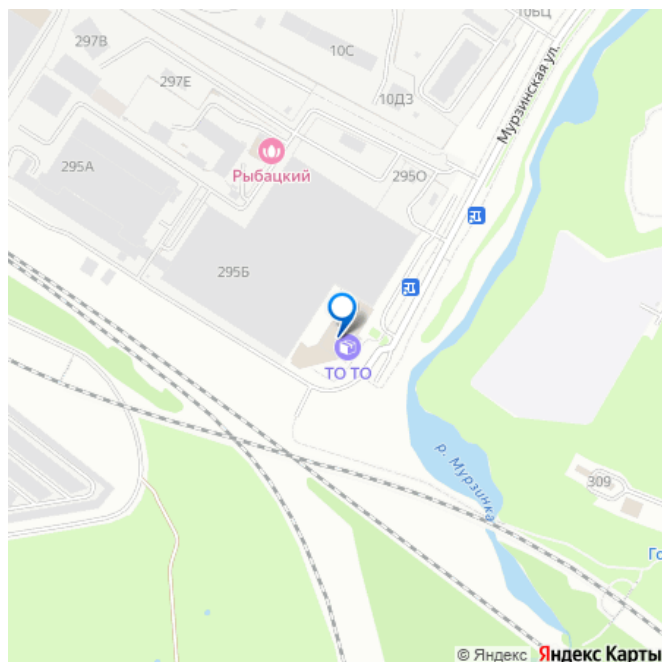 10БЦ
297В
10С
297Е
10Д3
Мурзинская ул.
295А
Рыбацкий
295О
295Б
ТО ТО
р. Мурзинка
309
Го
© Яндекс Яндекс Карты